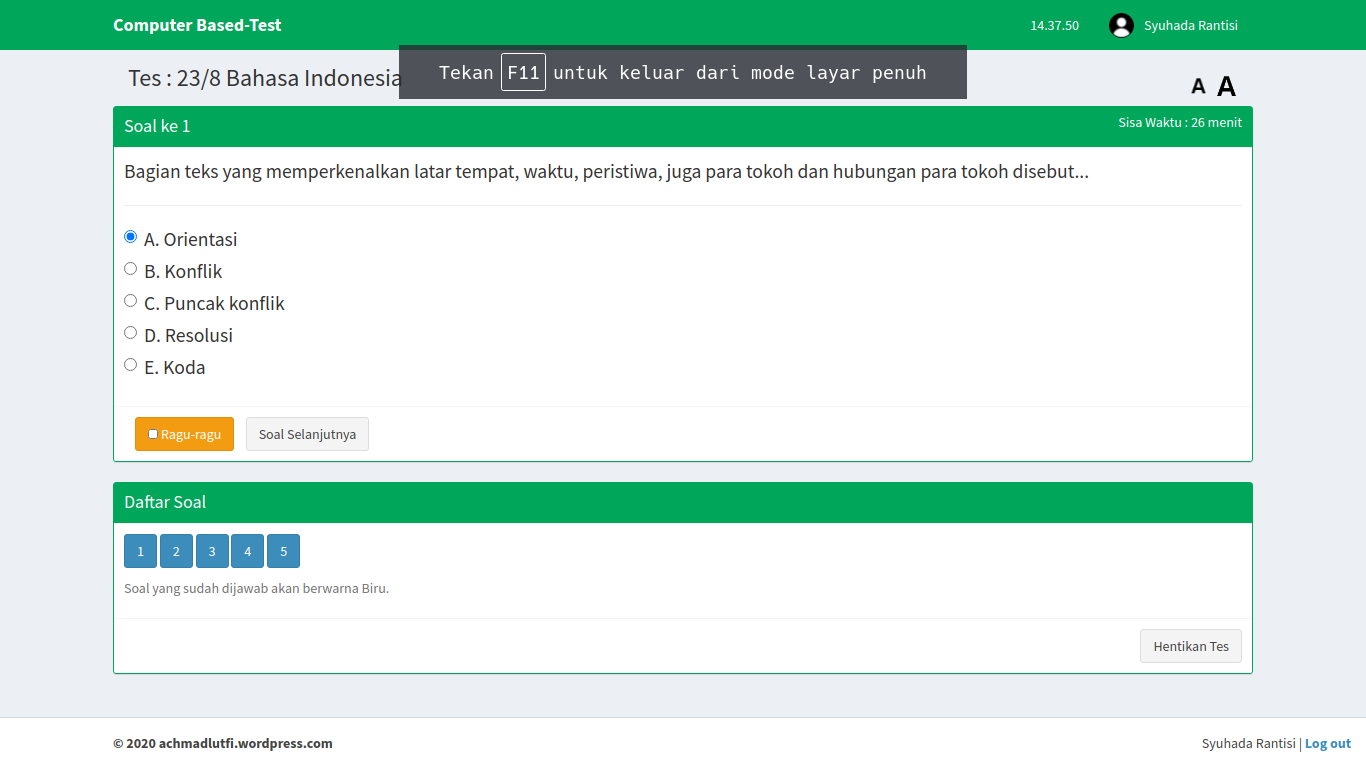 Computer Based-Test
14.37.50
Syuhada Rantisi
Tes : 23/8 Bahasa Indonesia
Tekan F11 untuk keluar dari mode layar penuh
A A
Soal ke 1
Sisa Waktu : 26 menit
Bagian teks yang memperkenalkan latar tempat, waktu, peristiwa, juga para tokoh dan hubungan para tokoh disebut...
A. Orientasi
B. Konflik
C. Puncak konflik
D. Resolusi
E. Koda
Ragu-ragu
Soal Selanjutnya
Daftar Soal
1 2 3 4 5
Soal yang sudah dijawab akan berwarna Biru.
Hentikan Tes
© 2020 achmadlutfi.wordpress.com
Syuhada Rantisi | Log out